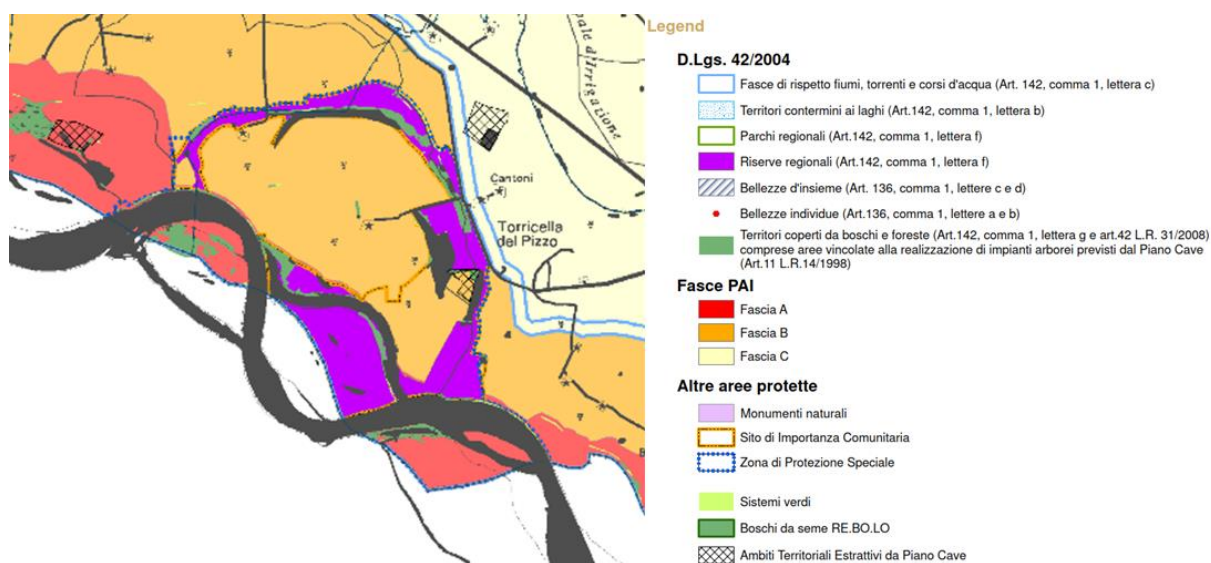 pale d'Irrigazione
Cantoni
Torricella
del Pizzo
Legend
D.Lgs. 42/2004
Fasce di rispetto fiumi, torrenti e corsi d'acqua (Art. 142, comma 1, lettera c)
Territori contermini ai laghi (Art.142, comma 1, lettera b)
Parchi regionali (Art.142, comma 1, lettera f)
Riserve regionali (Art.142, comma 1, lettera f)
Bellezze d'insieme (Art. 136, comma 1, lettere c e d)
Bellezze individue (Art.136, comma 1, lettere a e b)
Territori coperti da boschi e foreste (Art.142, comma 1, lettera g e art.42 L.R. 31/2008)
comprese aree vincolate alla realizzazione di impianti arborei previsti dal Piano Cave
(Art.11 L.R.14/1998)
Fasce PAI
Fascia A
Fascia B
Fascia C
Altre aree protette
Monumenti naturali
Sito di Importanza Comunitaria
Zona di Protezione Speciale
Sistemi verdi
Boschi da seme RE.BO.LO
Ambiti Territoriali Estrattivi da Piano Cave